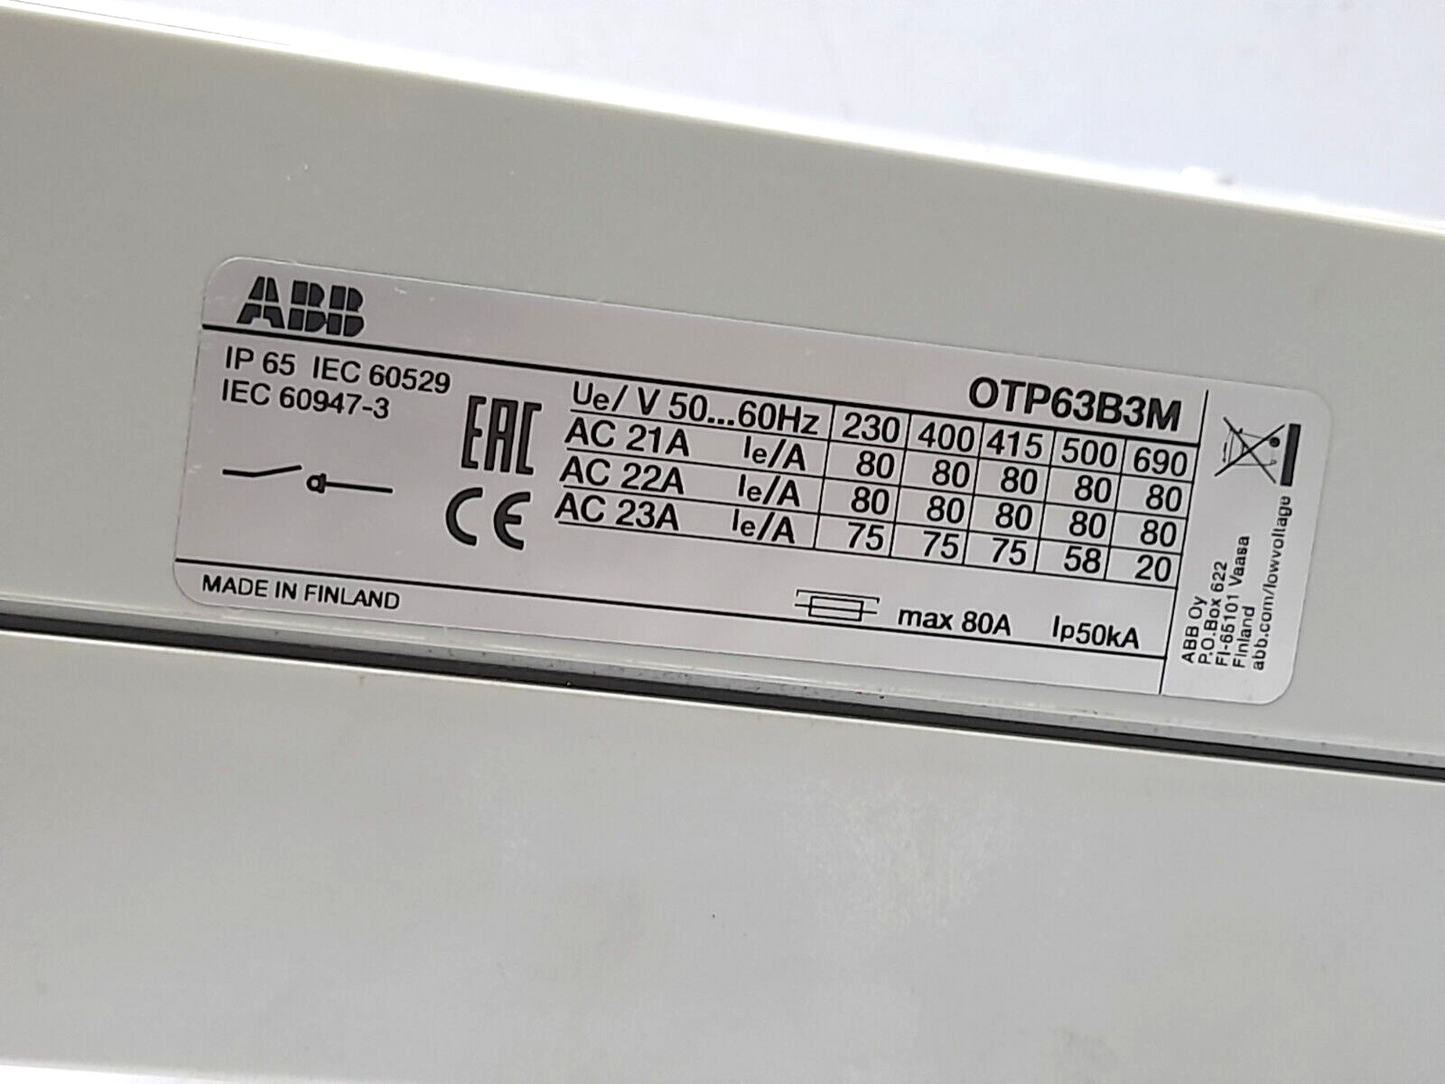 ABB
OTP63B3M
IP 65 IEC 60529
IEC 60947-3
EAC
CE
Ue/ V 50...60Hz 230 400 415 500 690
AC 21A Ie/A 80 80 80 80 80
AC 22A Ie/A 80 80 80 80 80
AC 23A Ie/A 75 75 75 58 20
MADE IN FINLAND
max 80A Ip50kA
ABB Oy
P.O.Box 622
FI-65101 Vaasa
Finland
abb.com/lowvoltage